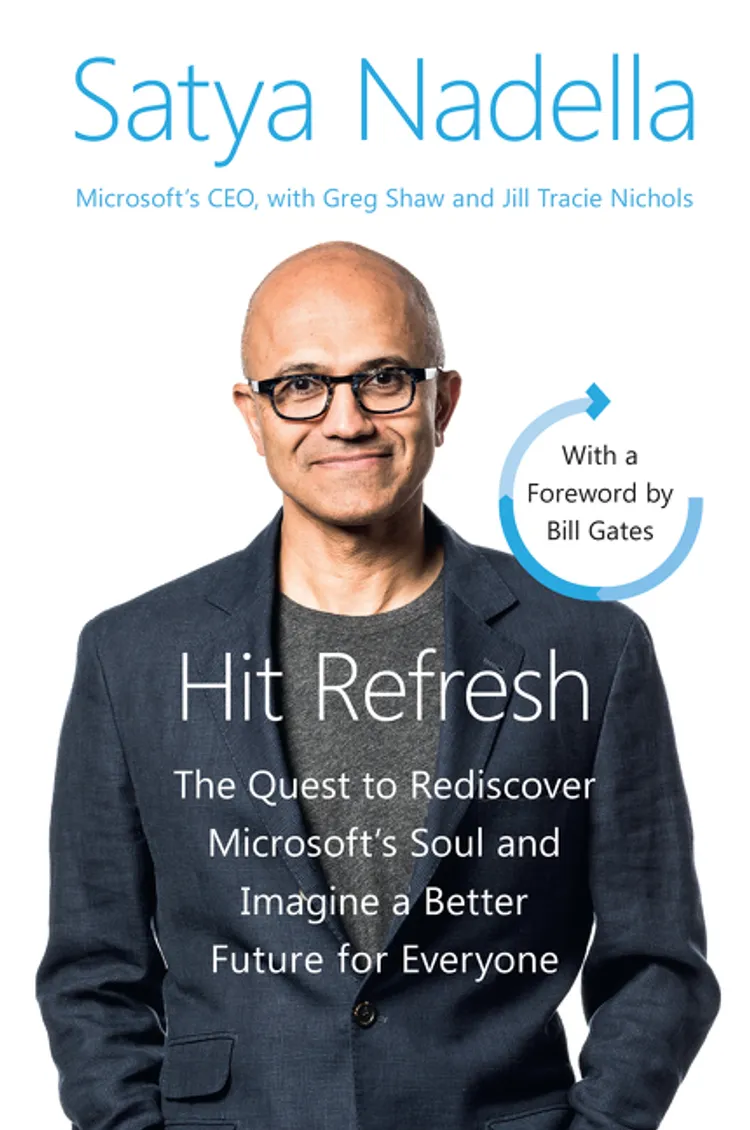 Satya Nadella
Microsoft's CEO, with Greg Shaw and Jill Tracie Nichols
With a
Foreword by
Bill Gates
Hit Refresh
The Quest to Rediscover
Microsoft's Soul and
Imagine a Better
Future for Everyone